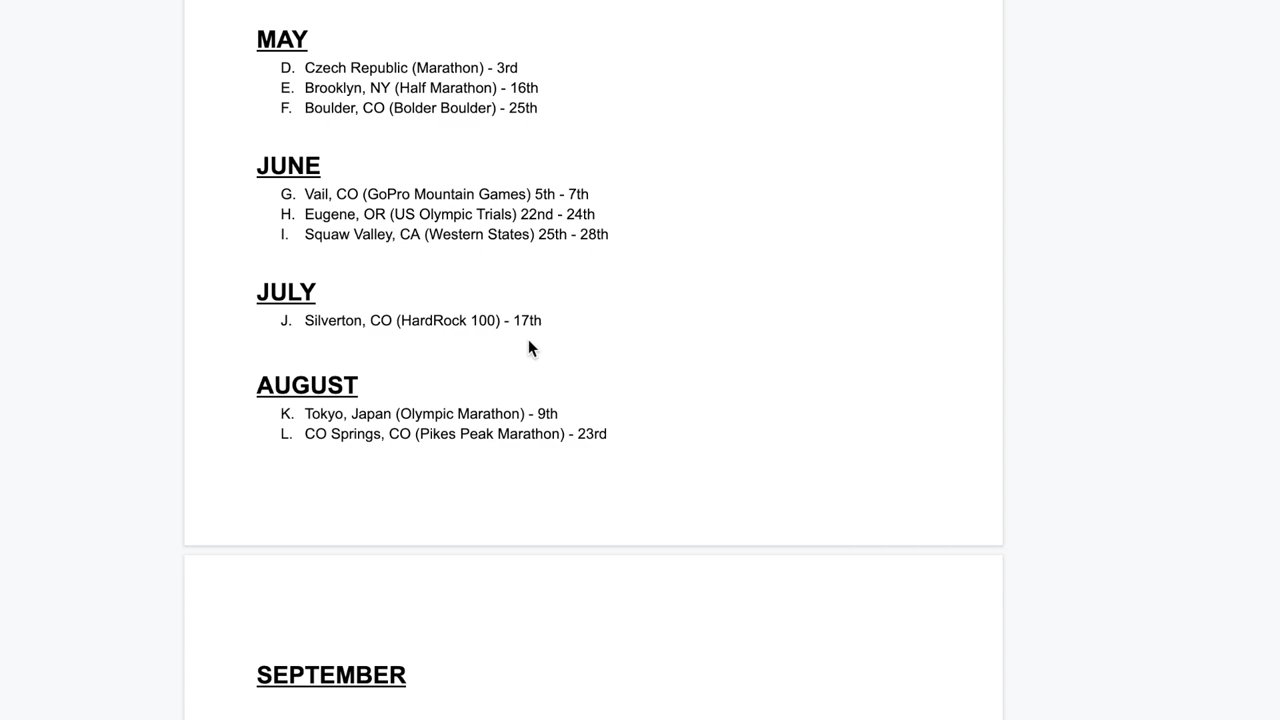 MAY
D. Czech Republic (Marathon) - 3rd
E. Brooklyn, NY (Half Marathon) - 16th
F. Boulder, CO (Bolder Boulder) - 25th
JUNE
G. Vail, CO (GoPro Mountain Games) 5th - 7th
H. Eugene, OR (US Olympic Trials) 22nd - 24th
I. Squaw Valley, CA (Western States) 25th - 28th
JULY
J. Silverton, CO (HardRock 100) - 17th
AUGUST
K. Tokyo, Japan (Olympic Marathon) - 9th
L. CO Springs, CO (Pikes Peak Marathon) - 23rd
SEPTEMBER